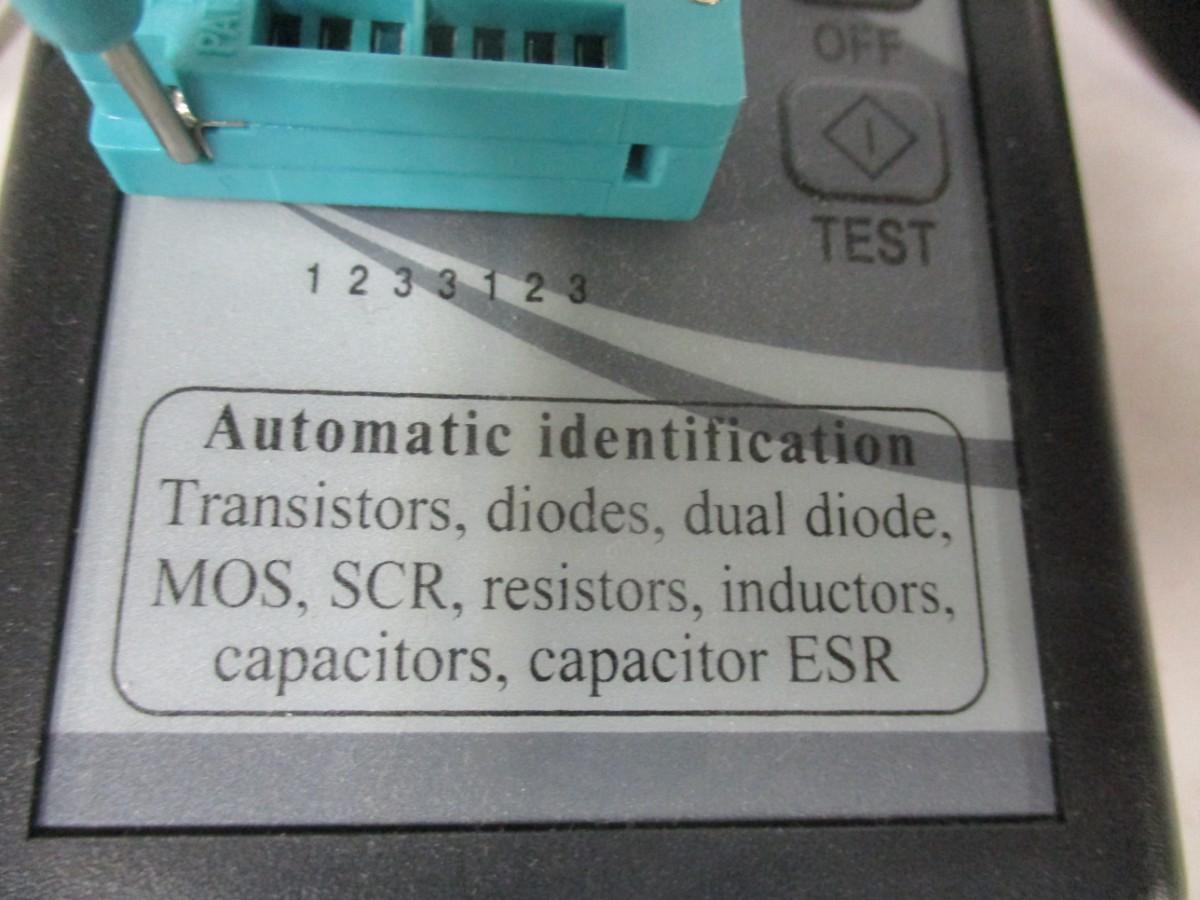 OFF
TEST
1 2 3 3 1 2 3
Automatic identification
Transistors, diodes, dual diode,
MOS, SCR, resistors, inductors,
capacitors, capacitor ESR